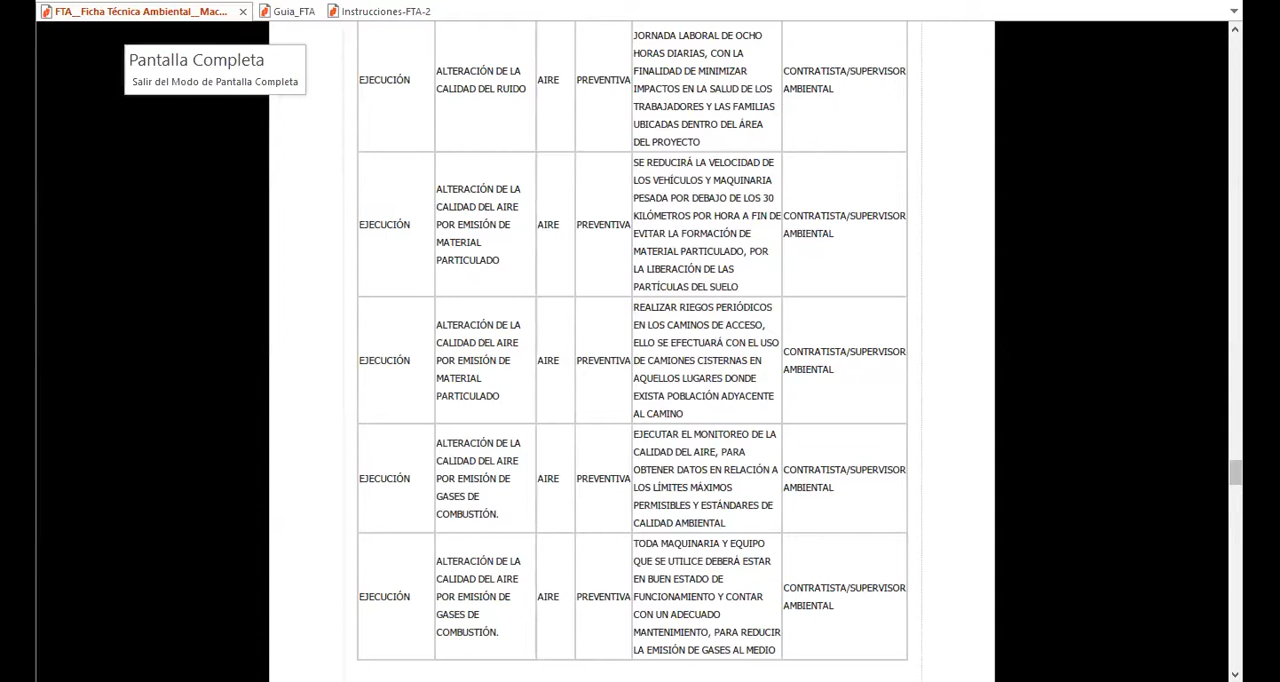 FTA__Ficha Técnica Ambiental__Mac...
Guia_FTA
Instrucciones-FTA-2
Pantalla Completa
Salir del Modo de Pantalla Completa
EJECUCIÓN
ALTERACIÓN DE LA
CALIDAD DEL RUIDO
AIRE
PREVENTIVA
JORNADA LABORAL DE OCHO
HORAS DIARIAS, CON LA
FINALIDAD DE MINIMIZAR
IMPACTOS EN LA SALUD DE LOS
TRABAJADORES Y LAS FAMILIAS
UBICADAS DENTRO DEL ÁREA
DEL PROYECTO
CONTRATISTA/SUPERVISOR
AMBIENTAL
EJECUCIÓN
ALTERACIÓN DE LA
CALIDAD DEL AIRE
POR EMISIÓN DE
MATERIAL
PARTICULADO
AIRE
PREVENTIVA
SE REDUCIRÁ LA VELOCIDAD DE
LOS VEHÍCULOS Y MAQUINARIA
PESADA POR DEBAJO DE LOS 30
KILÓMETROS POR HORA A FIN DE
EVITAR LA FORMACIÓN DE
MATERIAL PARTICULADO, POR
LA LIBERACIÓN DE LAS
PARTÍCULAS DEL SUELO
CONTRATISTA/SUPERVISOR
AMBIENTAL
EJECUCIÓN
ALTERACIÓN DE LA
CALIDAD DEL AIRE
POR EMISIÓN DE
MATERIAL
PARTICULADO
AIRE
PREVENTIVA
REALIZAR RIEGOS PERIÓDICOS
EN LOS CAMINOS DE ACCESO,
ELLO SE EFECTUARÁ CON EL USO
DE CAMIONES CISTERNAS EN
AQUELLOS LUGARES DONDE
EXISTA POBLACIÓN ADYACENTE
AL CAMINO
CONTRATISTA/SUPERVISOR
AMBIENTAL
EJECUCIÓN
ALTERACIÓN DE LA
CALIDAD DEL AIRE
POR EMISIÓN DE
GASES DE
COMBUSTIÓN.
AIRE
PREVENTIVA
EJECUTAR EL MONITOREO DE LA
CALIDAD DEL AIRE, PARA
OBTENER DATOS EN RELACIÓN A
LOS LÍMITES MÁXIMOS
PERMISIBLES Y ESTÁNDARES DE
CALIDAD AMBIENTAL
CONTRATISTA/SUPERVISOR
AMBIENTAL
EJECUCIÓN
ALTERACIÓN DE LA
CALIDAD DEL AIRE
POR EMISIÓN DE
GASES DE
COMBUSTIÓN.
AIRE
PREVENTIVA
TODA MAQUINARIA Y EQUIPO
QUE SE UTILICE DEBERÁ ESTAR
EN BUEN ESTADO DE
FUNCIONAMIENTO Y CONTAR
CON UN ADECUADO
MANTENIMIENTO, PARA REDUCIR
LA EMISIÓN DE GASES AL MEDIO
CONTRATISTA/SUPERVISOR
AMBIENTAL